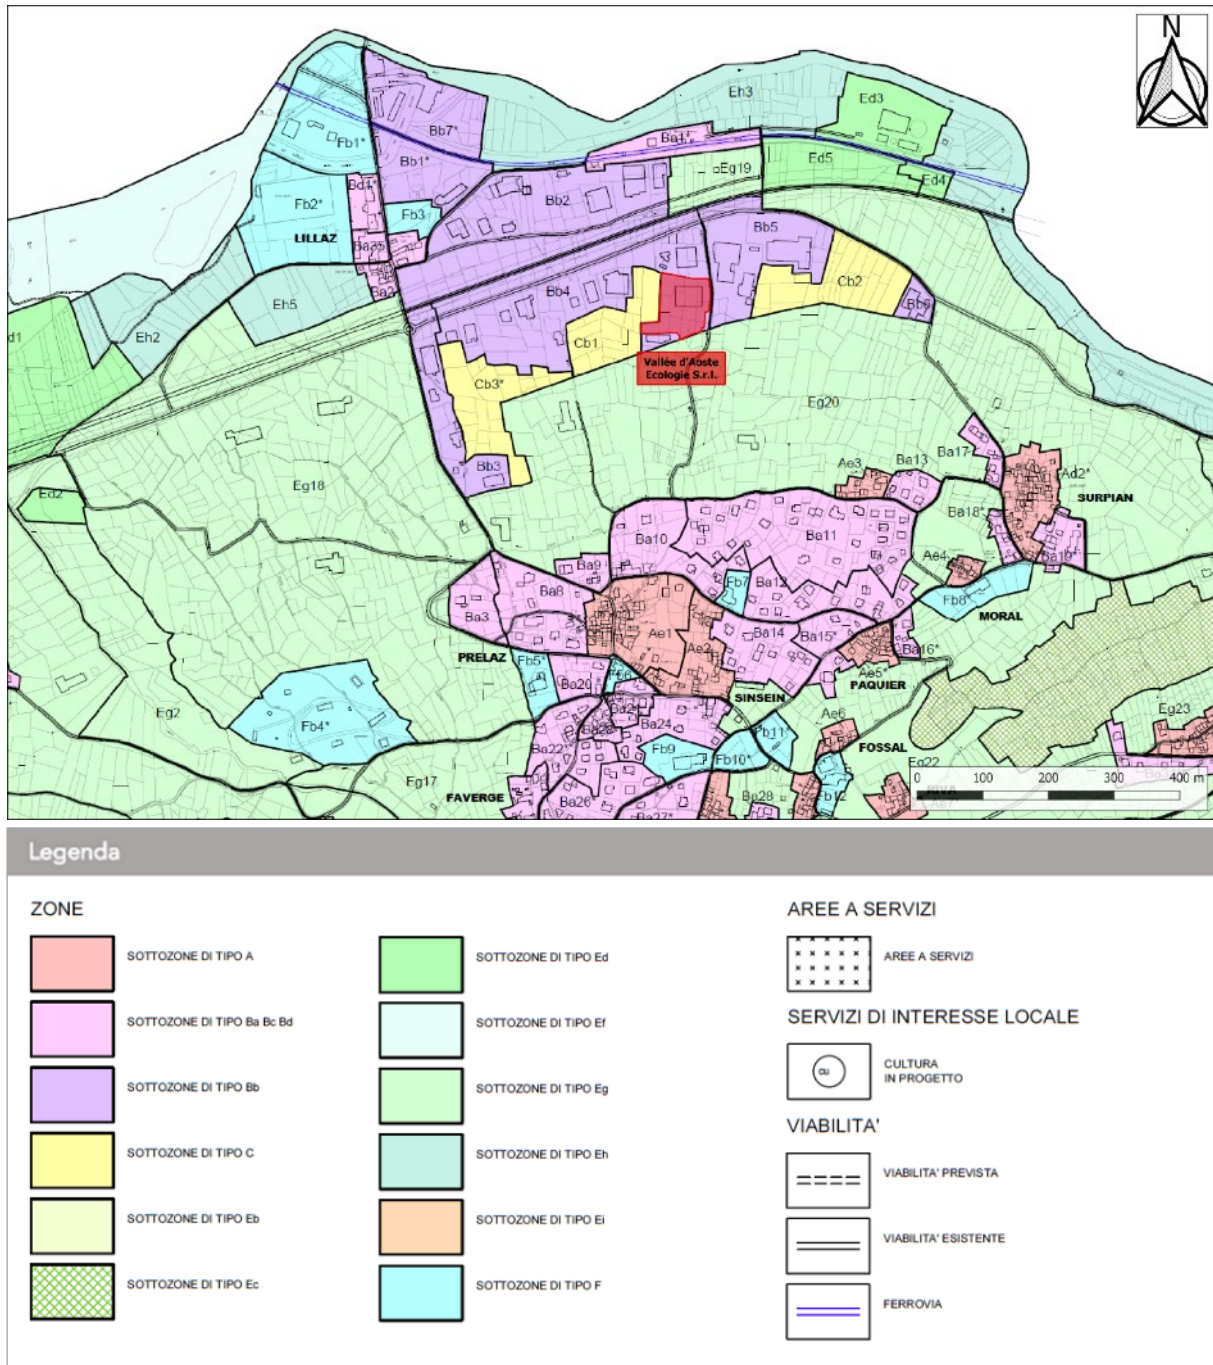 N
Eh3
Ed3
Bb7*
Fb1*
Ba1*
Bb1*
Ed5
Eg19
Ed4
Bd1*
Bb2
Fb2*
Fb3
LILLAZ
Ba35
Bb5
Ba2
Cb2
Eh5
Bb4
Bb6
Eh2
d1
Cb1
Vallée d'Aoste
Ecologie S.r.l.
Cb3*
Eg20
Ba17
Ba13
Ae3
Bb3
Ad2*
Eg18
SURPIAN
Ed2
Ba18*
Ba10
Ba11
Ae4
Ba19*
Ba9
Fb7
Ba12
Ba8
Fb8
MORAL
Ba3
Ae1
Ba14
Ba15*
Ae2
Ba16*
PRELAZ
Fb5*
Ae5*
Ba20
PAQUIER
SINSEIN
Eg2
Ae6
Eg23
Fb4*
Ba24
Fb11*
FOSSAL
Ba22*
Fb9
Fb10*
Eg22
Eg17
FAVERGE
Ba26*
Ba28
Fb12
Ba27*
0 100 200 300 400 m
Legenda
ZONE
SOTTOZONE DI TIPO A
SOTTOZONE DI TIPO Ba Bc Bd
SOTTOZONE DI TIPO Bb
SOTTOZONE DI TIPO C
SOTTOZONE DI TIPO Eb
SOTTOZONE DI TIPO Ec
SOTTOZONE DI TIPO Ed
SOTTOZONE DI TIPO Ef
SOTTOZONE DI TIPO Eg
SOTTOZONE DI TIPO Eh
SOTTOZONE DI TIPO Ei
SOTTOZONE DI TIPO F
AREE A SERVIZI
AREE A SERVIZI
SERVIZI DI INTERESSE LOCALE
CU
CULTURA
IN PROGETTO
VIABILITA'
VIABILITA' PREVISTA
VIABILITA' ESISTENTE
FERROVIA